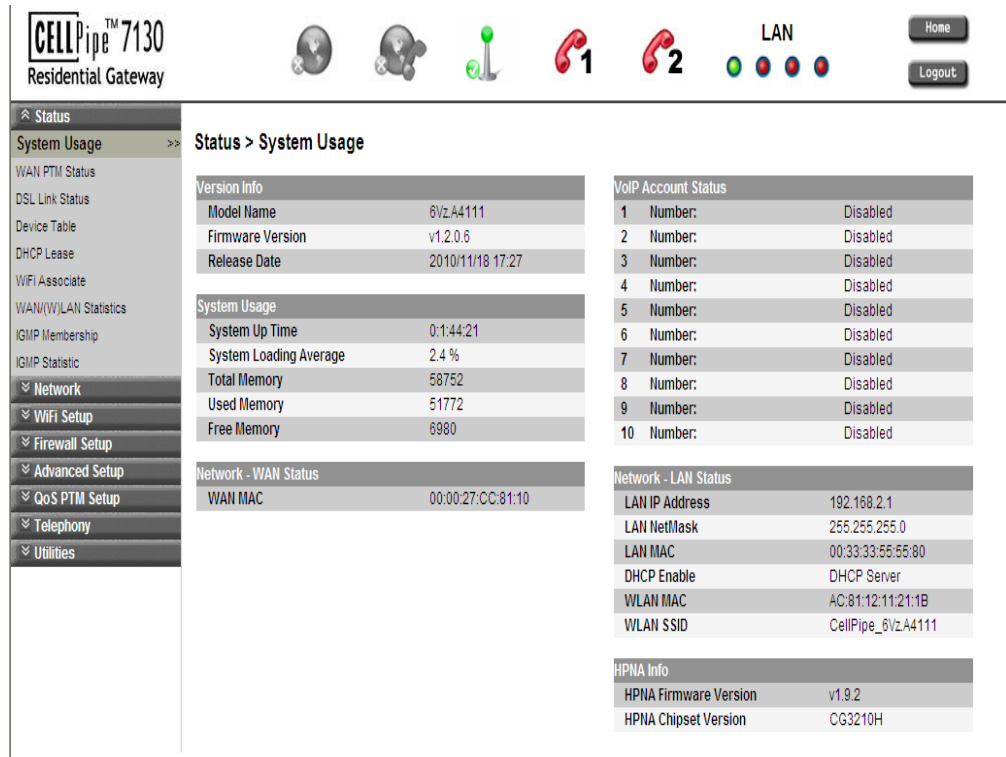 CELLPipe™ 7130
Residential Gateway
1
2
LAN
Home
Logout
Status
System Usage >>
WAN PTM Status
DSL Link Status
Device Table
DHCP Lease
WiFi Associate
WAN/(W)LAN Statistics
IGMP Membership
IGMP Statistic
Network
WiFi Setup
Firewall Setup
Advanced Setup
QoS PTM Setup
Telephony
Utilities
Status > System Usage
Version Info
Model Name 6Vz.A4111
Firmware Version v1.2.0.6
Release Date 2010/11/18 17:27
System Usage
System Up Time 0:1:44:21
System Loading Average 2.4 %
Total Memory 58752
Used Memory 51772
Free Memory 6980
Network - WAN Status
WAN MAC 00:00:27:CC:81:10
VoIP Account Status
1 Number: Disabled
2 Number: Disabled
3 Number: Disabled
4 Number: Disabled
5 Number: Disabled
6 Number: Disabled
7 Number: Disabled
8 Number: Disabled
9 Number: Disabled
10 Number: Disabled
Network - LAN Status
LAN IP Address 192.168.2.1
LAN NetMask 255.255.255.0
LAN MAC 00:33:33:55:55:80
DHCP Enable DHCP Server
WLAN MAC AC:81:12:11:21:1B
WLAN SSID CellPipe_6Vz.A4111
HPNA Info
HPNA Firmware Version v1.9.2
HPNA Chipset Version CG3210H